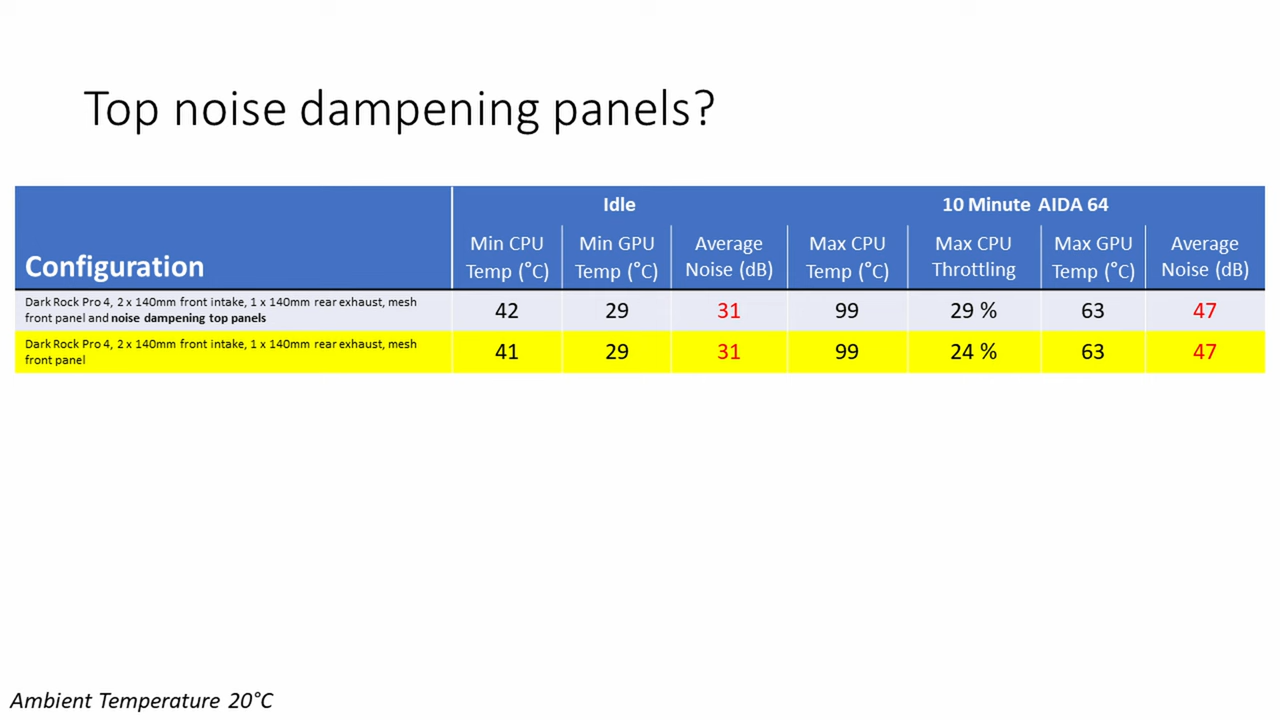 Top noise dampening panels?
Configuration
Idle
10 Minute AIDA 64
Min CPU
Temp (°C)
Min GPU
Temp (°C)
Average
Noise (dB)
Max CPU
Temp (°C)
Max CPU
Throttling
Max GPU
Temp (°C)
Average
Noise (dB)
Dark Rock Pro 4, 2 x 140mm front intake, 1 x 140mm rear exhaust, mesh
front panel and noise dampening top panels
42 29 31 99 29 % 63 47
Dark Rock Pro 4, 2 x 140mm front intake, 1 x 140mm rear exhaust, mesh
front panel
41 29 31 99 24 % 63 47
Ambient Temperature 20°C